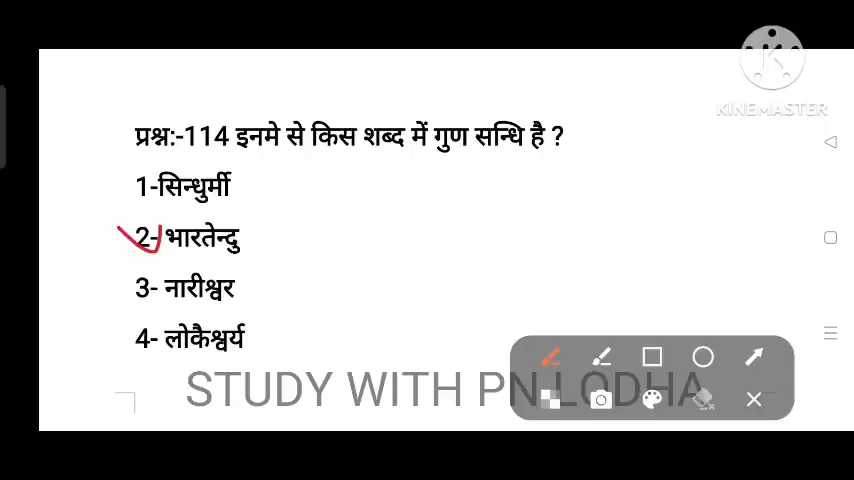 KINEMASTER
प्रश्न:-114 इनमे से किस शब्द में गुण सन्धि है ?
1-सिन्धुर्मी
2- भारतेन्दु
3- नारीश्वर
4- लोकैश्वर्य
STUDY WITH PN LODHA